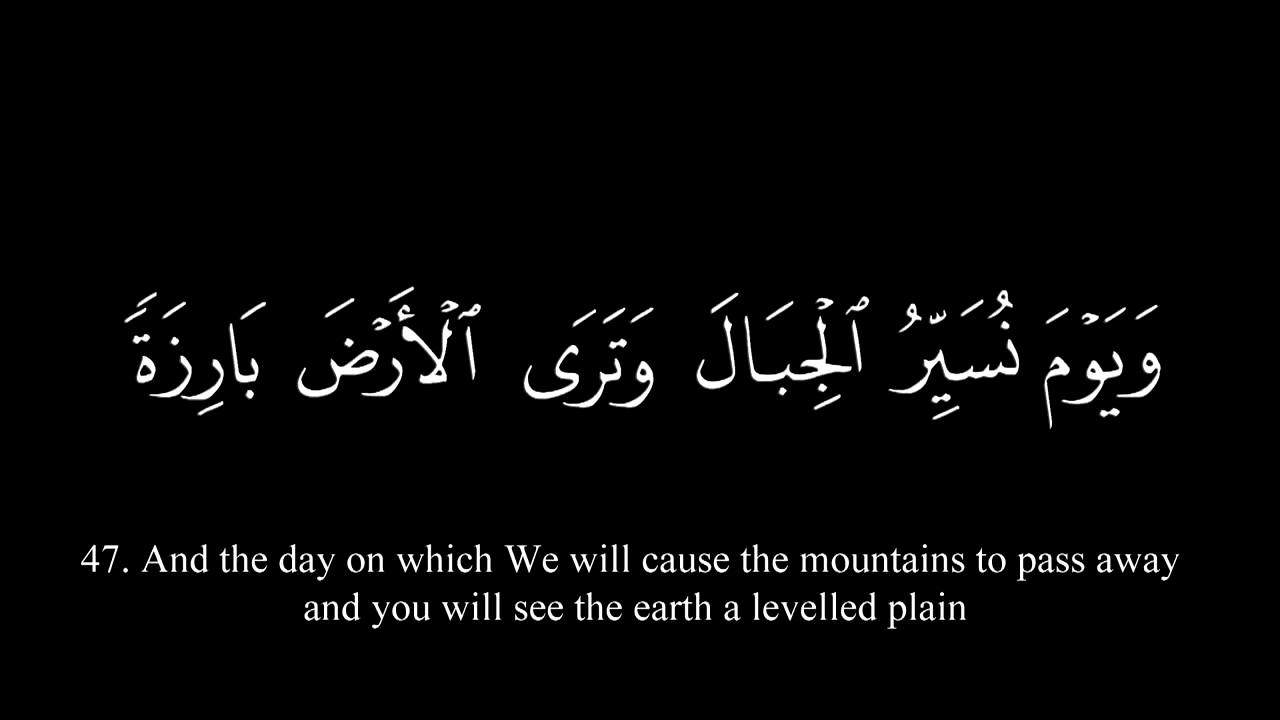 وَيَوْمَ نُسَيِّرُ ٱلْجِبَالَ وَتَرَى ٱلْأَرْضَ بَارِزَةً
47. And the day on which We will cause the mountains to pass away
and you will see the earth a levelled plain